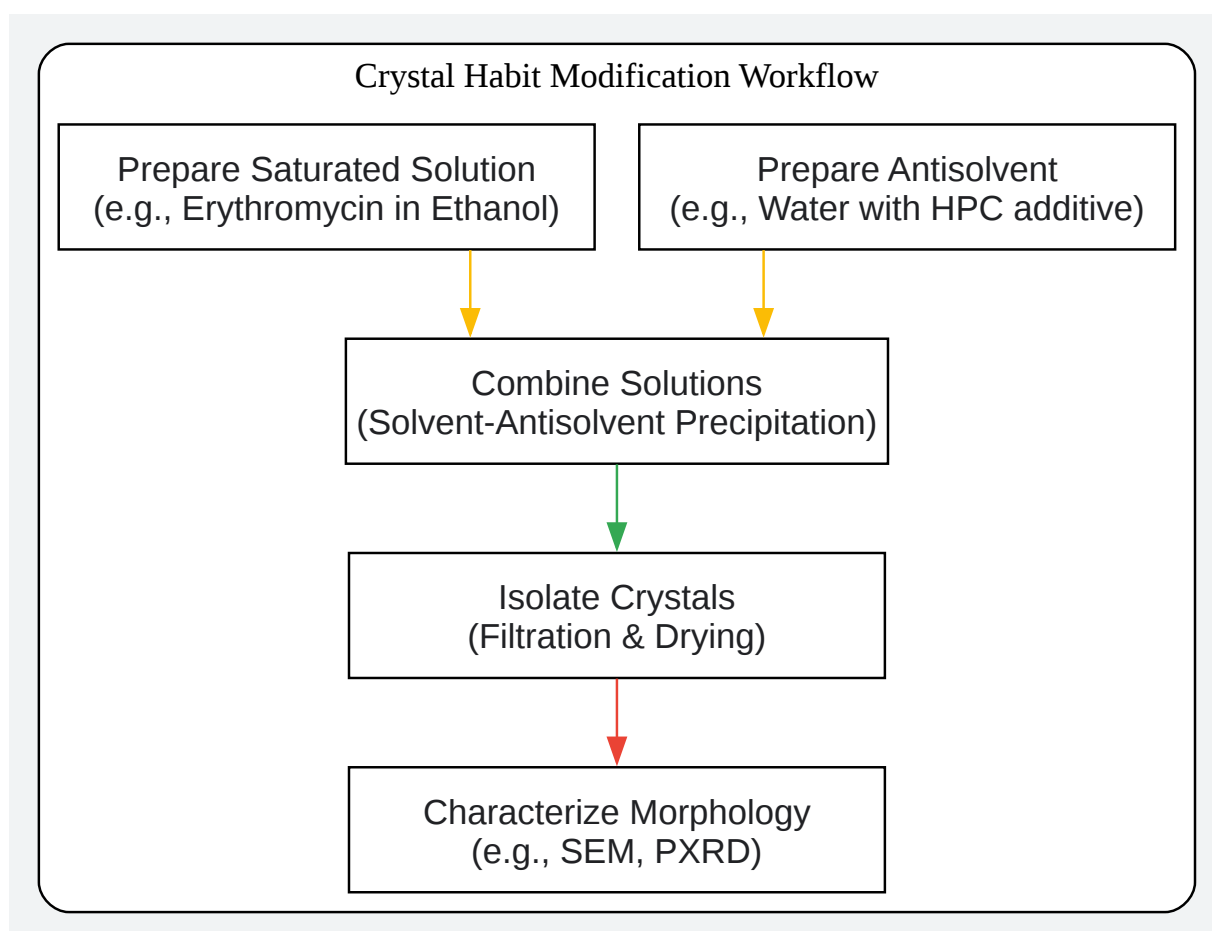 Crystal Habit Modification Workflow
Prepare Saturated Solution
(e.g., Erythromycin in Ethanol)
Prepare Antisolvent
(e.g., Water with HPC additive)
Combine Solutions
(Solvent-Antisolvent Precipitation)
Isolate Crystals
(Filtration & Drying)
Characterize Morphology
(e.g., SEM, PXRD)